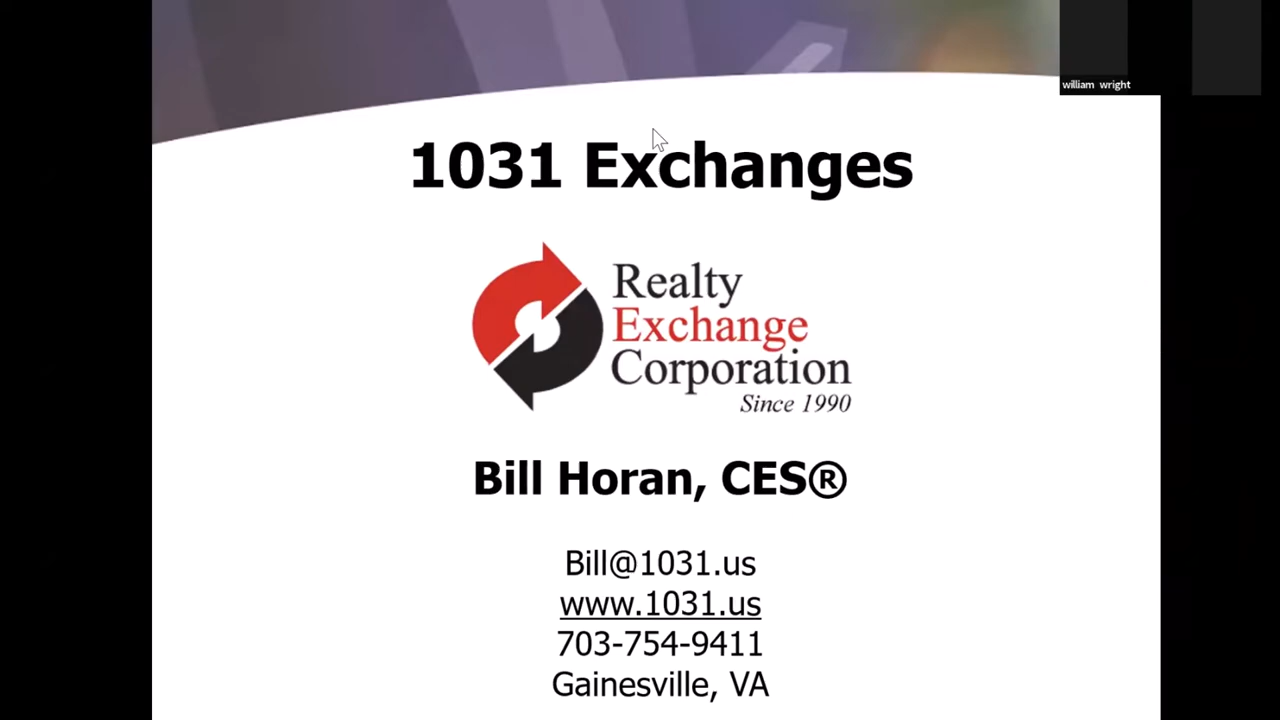 william wright
1031 Exchanges
Realty
Exchange
Corporation
Since 1990
Bill Horan, CES®
Bill@1031.us
www.1031.us
703-754-9411
Gainesville, VA